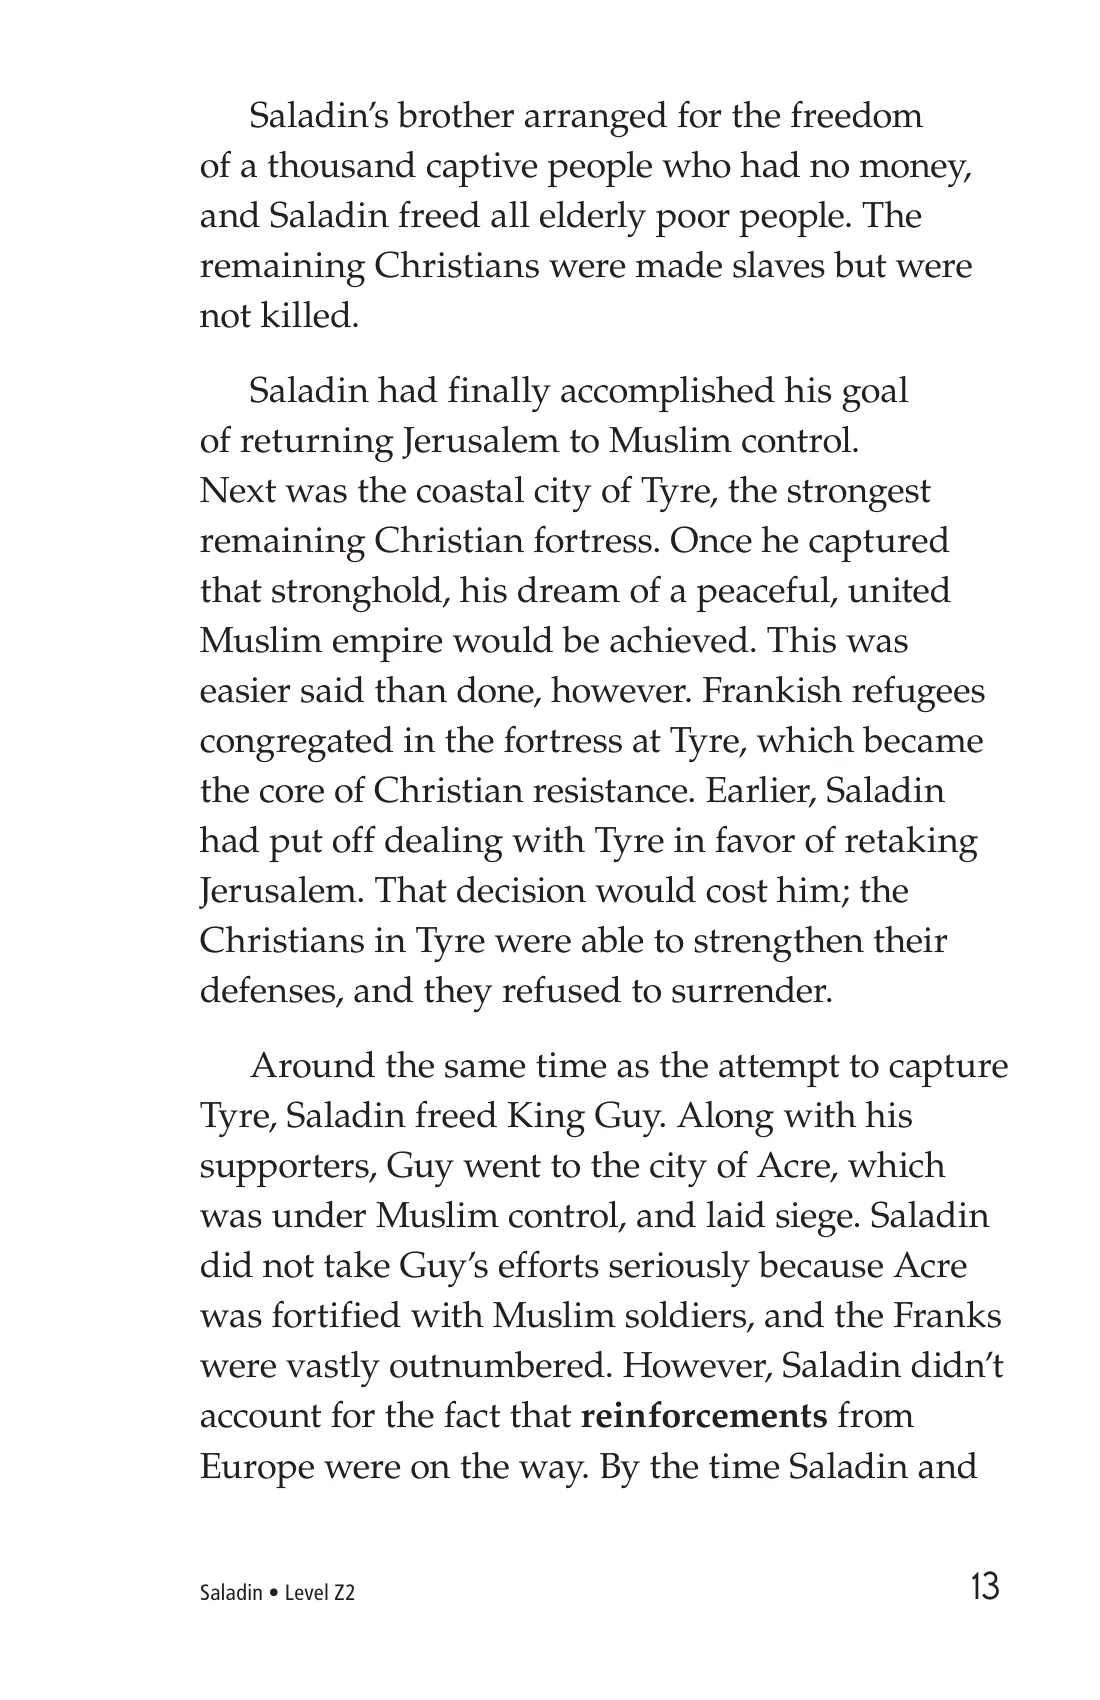 Saladin’s brother arranged for the freedom
of a thousand captive people who had no money,
and Saladin freed all elderly poor people. The
remaining Christians were made slaves but were
not killed.
Saladin had finally accomplished his goal
of returning Jerusalem to Muslim control.
Next was the coastal city of Tyre, the strongest
remaining Christian fortress. Once he captured
that stronghold, his dream of a peaceful, united
Muslim empire would be achieved. This was
easier said than done, however. Frankish refugees
congregated in the fortress at Tyre, which became
the core of Christian resistance. Earlier, Saladin
had put off dealing with Tyre in favor of retaking
Jerusalem. That decision would cost him; the
Christians in Tyre were able to strengthen their
defenses, and they refused to surrender.
Around the same time as the attempt to capture
Tyre, Saladin freed King Guy. Along with his
supporters, Guy went to the city of Acre, which
was under Muslim control, and laid siege. Saladin
did not take Guy’s efforts seriously because Acre
was fortified with Muslim soldiers, and the Franks
were vastly outnumbered. However, Saladin didn’t
account for the fact that reinforcements from
Europe were on the way. By the time Saladin and
Saladin • Level Z2
13